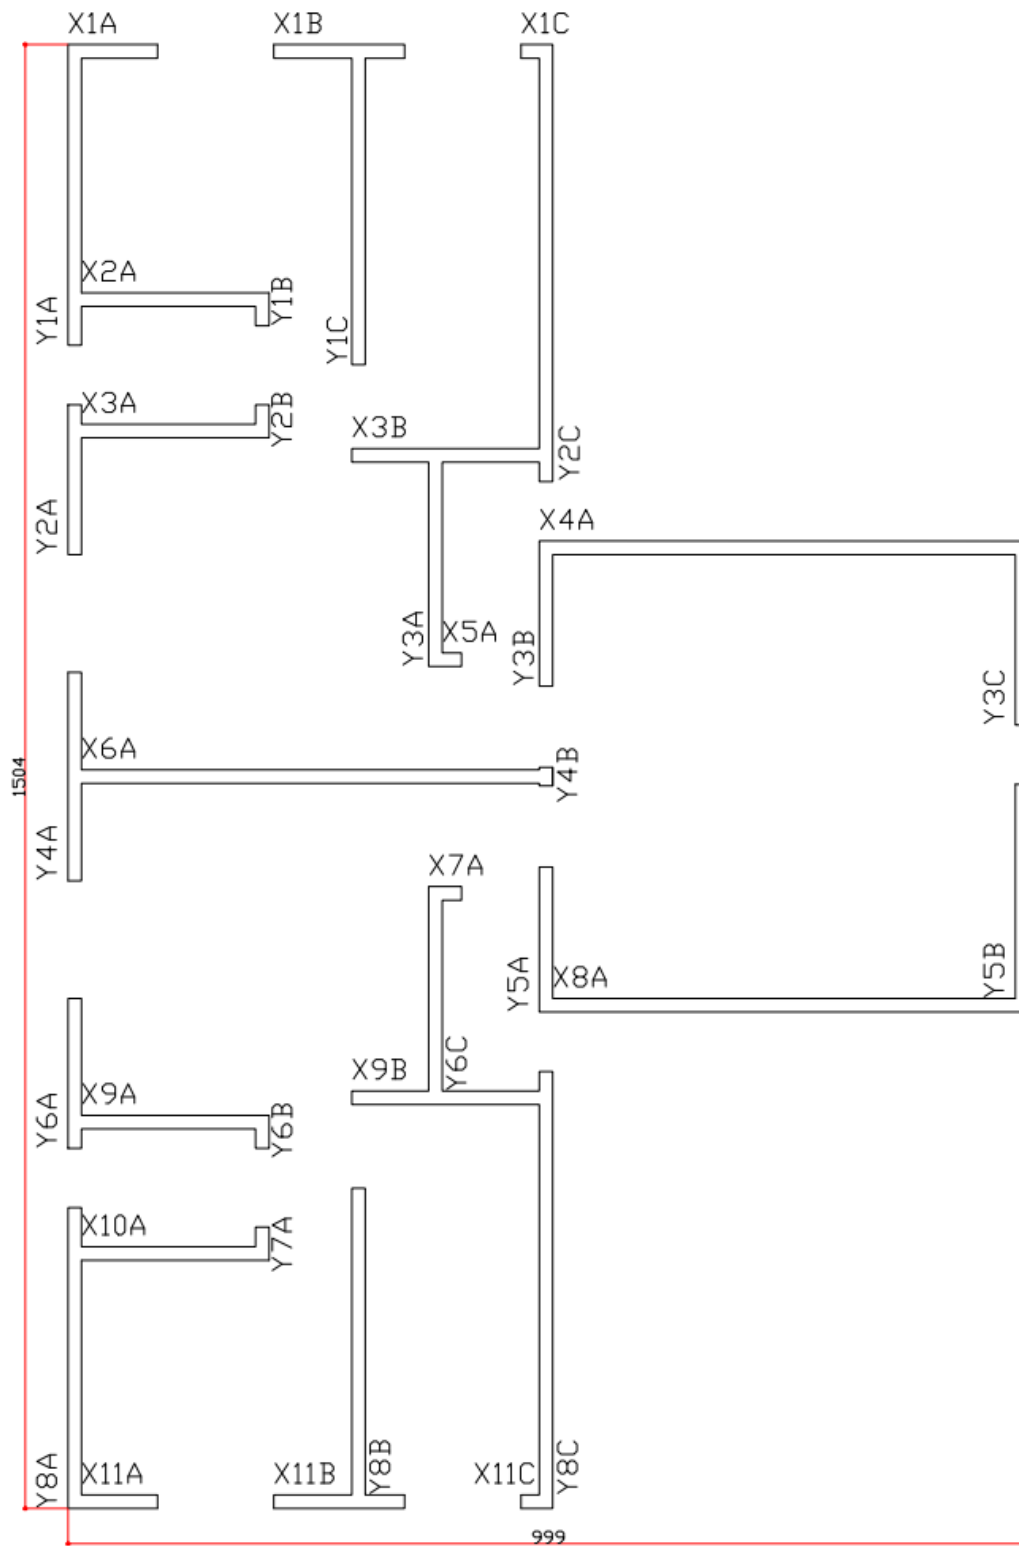 X1A X1B X1C
X2A
Y1A
Y1B
Y1C
X3A
Y2B
X3B
Y2C
Y2A
X4A
Y3A
X5A
Y3B
Y3C
X6A
Y4B
1504
Y4A
X7A
Y5A
X8A
Y5B
X9B
Y6C
X9A
Y6A
Y6B
X10A
Y7A
Y8A
X11A
X11B
Y8B
X11C
Y8C
999